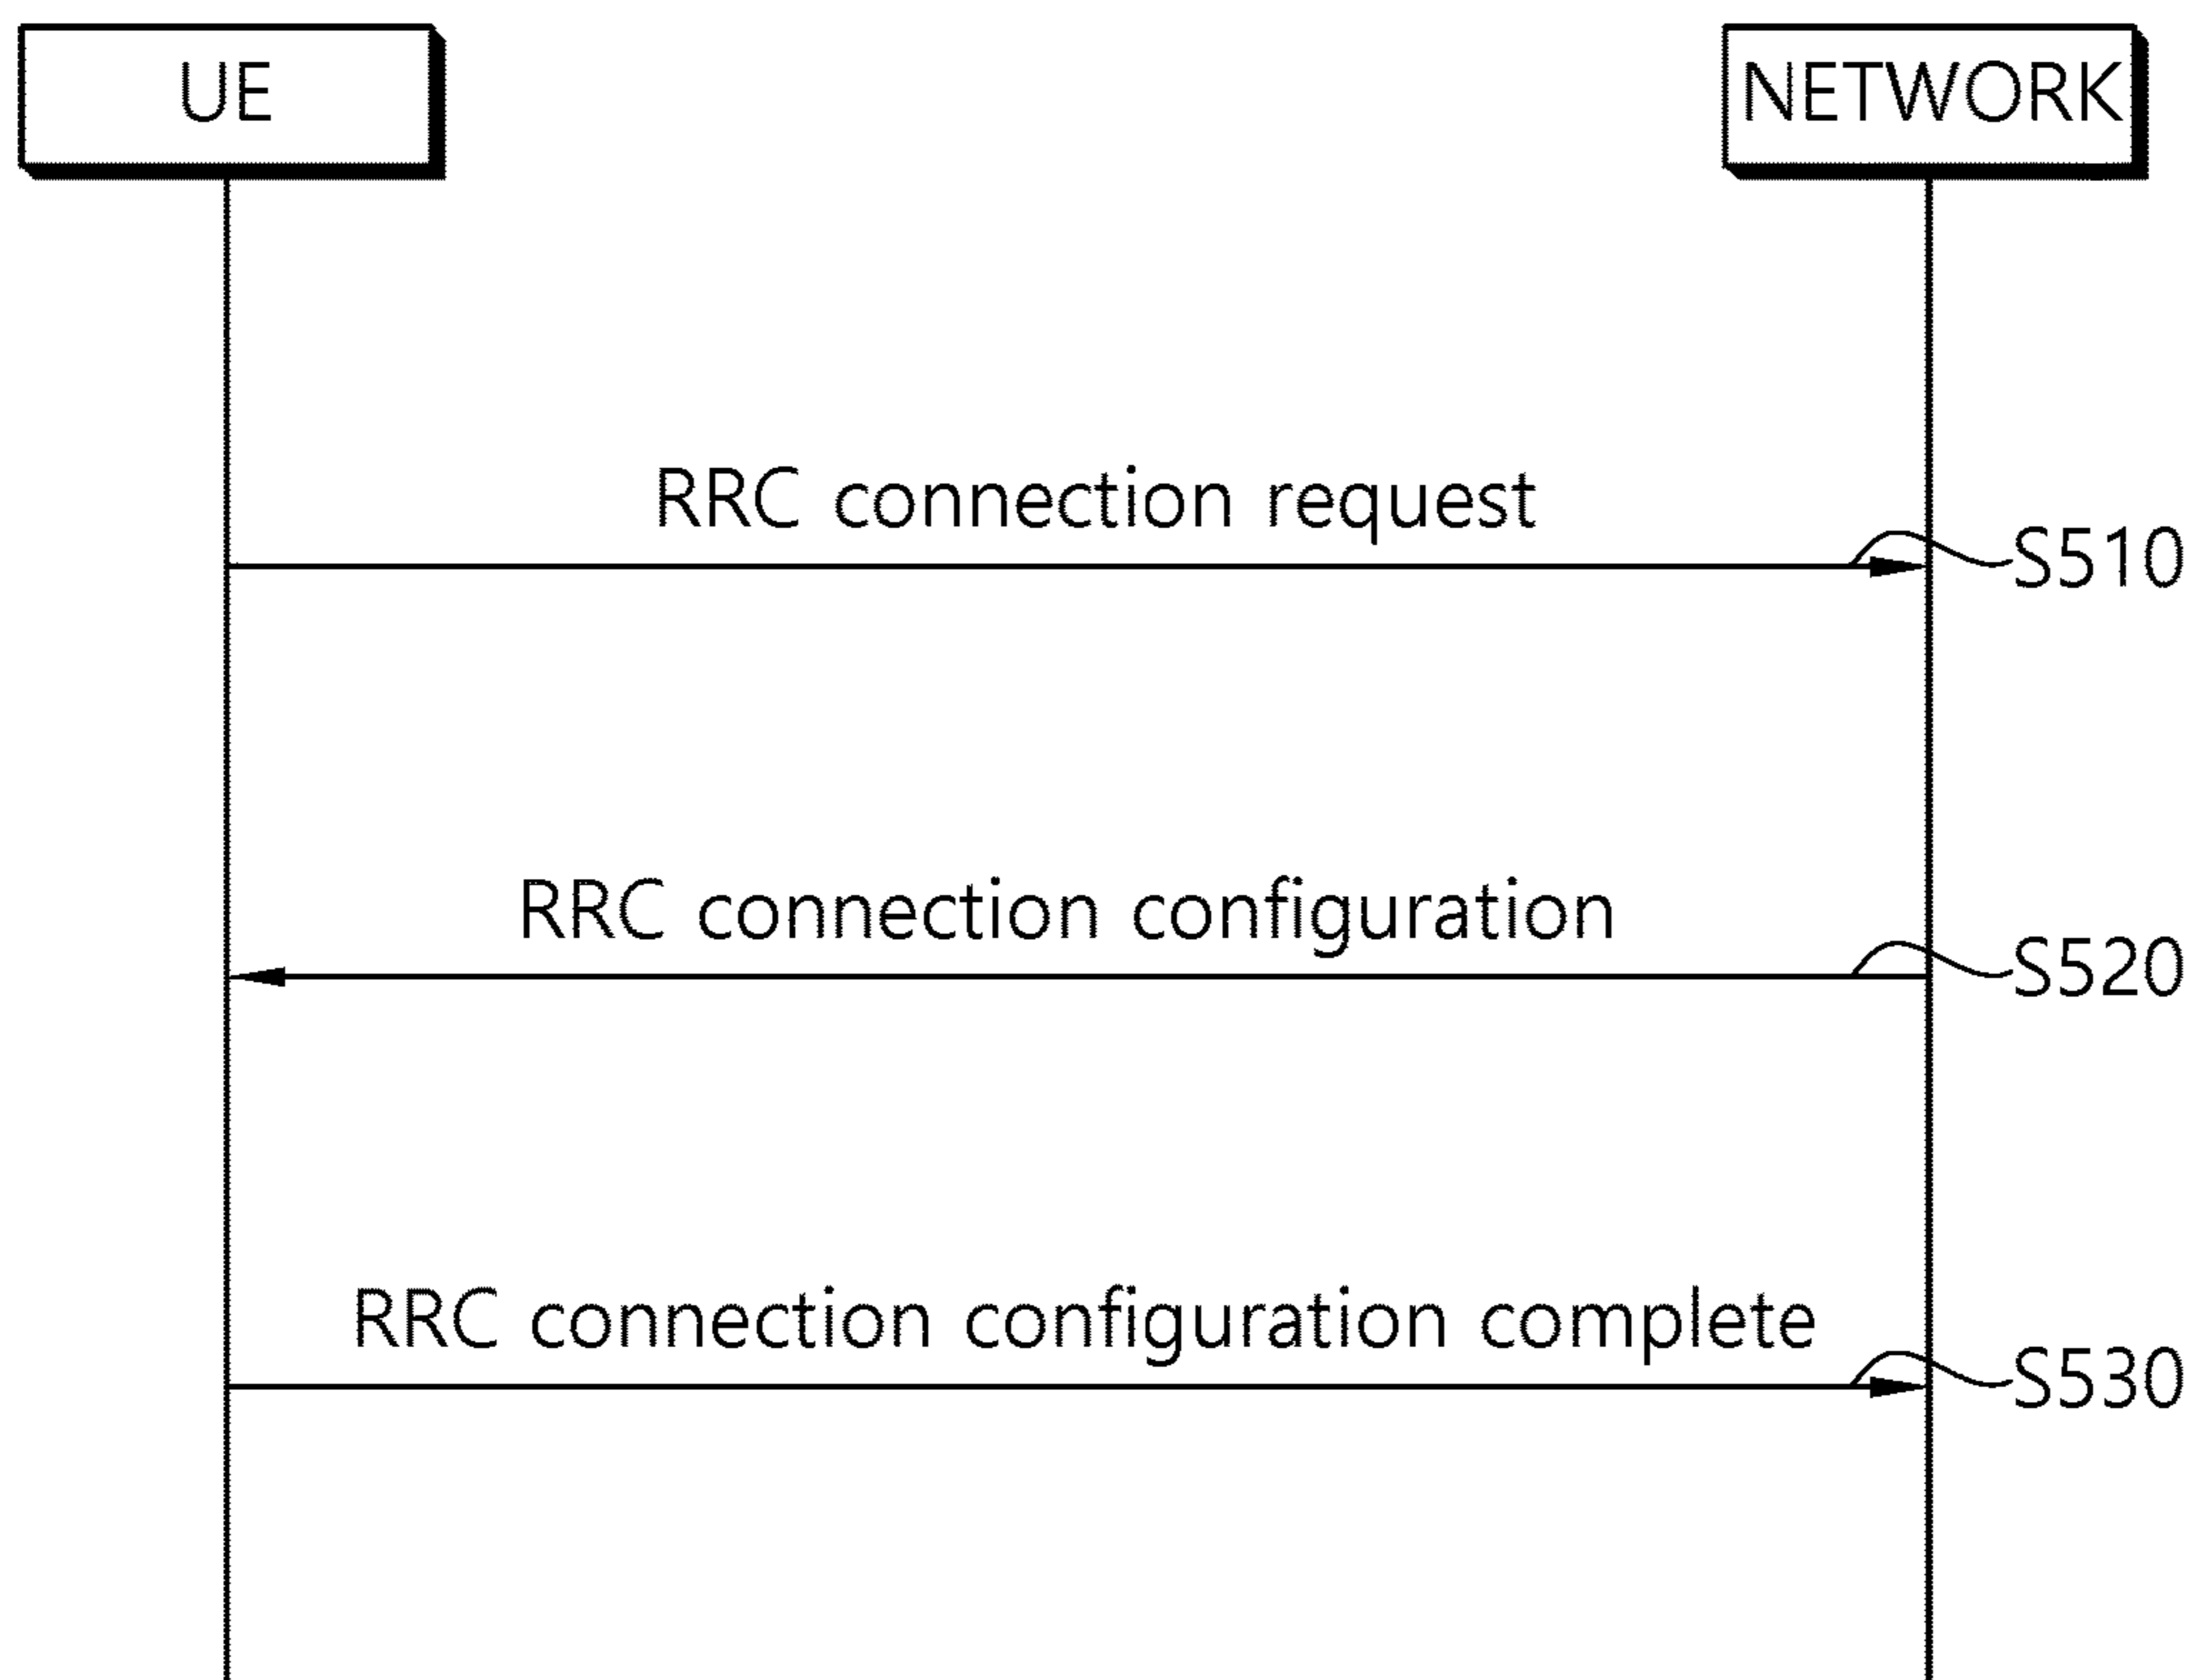 UE
NETWORK
RRC connection request
S510
RRC connection configuration
S520
RRC connection configuration complete
S530